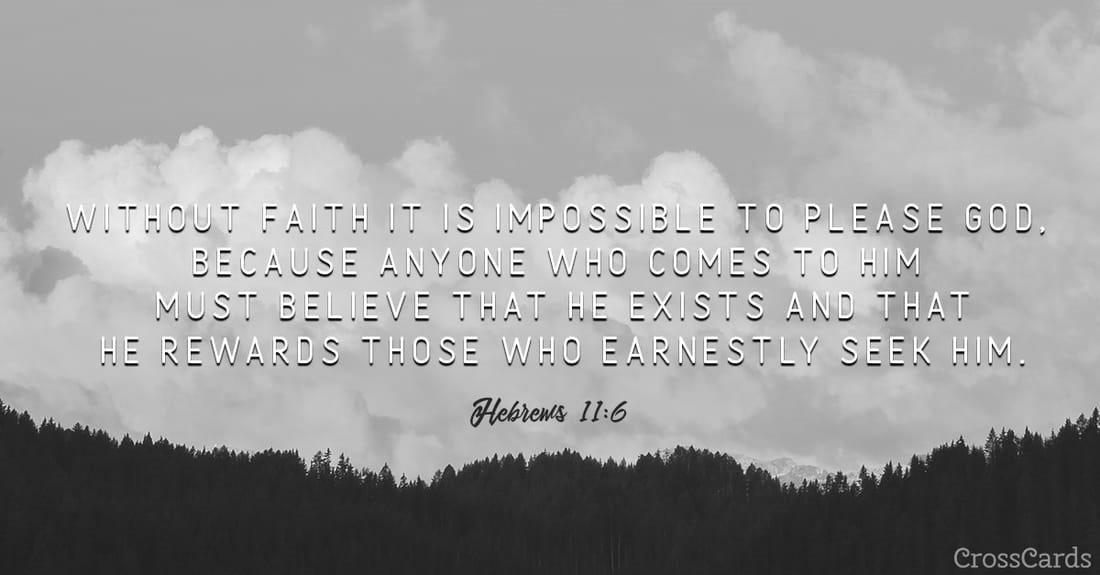 WITHOUT FAITH IT IS IMPOSSIBLE TO PLEASE GOD,
BECAUSE ANYONE WHO COMES TO HIM
MUST BELIEVE THAT HE EXISTS AND THAT
HE REWARDS THOSE WHO EARNESTLY SEEK HIM.
Hebrews 11:6
CrossCards